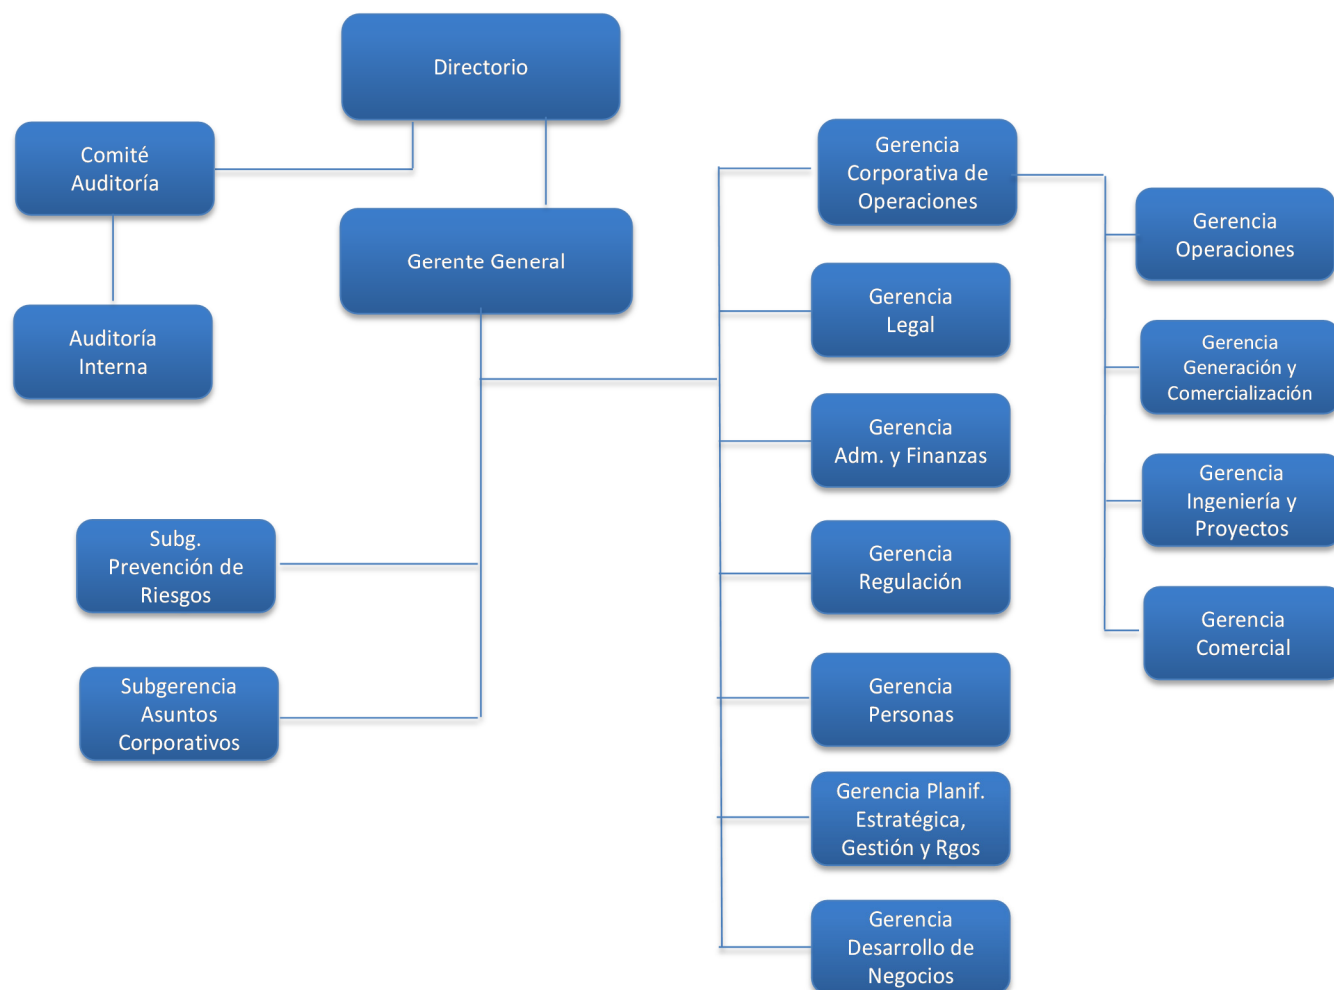 Directorio
Comité
Auditoría
Gerente General
Auditoría
Interna
Subg.
Prevención de
Riesgos
Subgerencia
Asuntos
Corporativos
Gerencia
Corporativa de
Operaciones
Gerencia
Legal
Gerencia
Adm. y Finanzas
Gerencia
Regulación
Gerencia
Personas
Gerencia Planif.
Estratégica,
Gestión y Rgos
Gerencia
Desarrollo de
Negocios
Gerencia
Operaciones
Gerencia
Generación y
Comercialización
Gerencia
Ingeniería y
Proyectos
Gerencia
Comercial